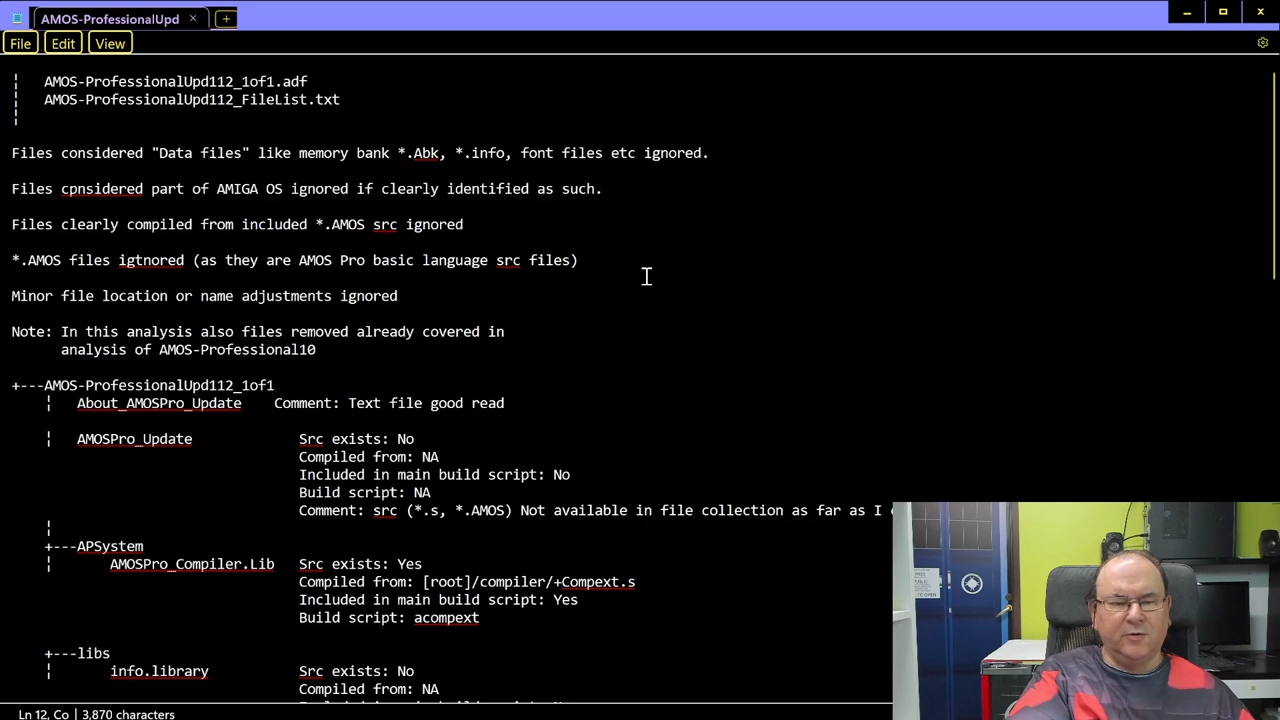 AMOS-ProfessionalUpd
File Edit View
AMOS-ProfessionalUpd112_1of1.adf
AMOS-ProfessionalUpd112_FileList.txt
Files considered "Data files" like memory bank *.Abk, *.info, font files etc ignored.
Files cpnsidered part of AMIGA OS ignored if clearly identified as such.
Files clearly compiled from included *.AMOS src ignored
*.AMOS files igtnored (as they are AMOS Pro basic language src files)
Minor file location or name adjustments ignored
Note: In this analysis also files removed already covered in
analysis of AMOS-Professional10
+---AMOS-ProfessionalUpd112_1of1
¦ About_AMOSPro_Update Comment: Text file good read
¦ AMOSPro_Update Src exists: No
Compiled from: NA
Included in main build script: No
Build script: NA
Comment: src (*.s, *.AMOS) Not available in file collection as far as I
+---APSystem
¦ AMOSPro_Compiler.Lib Src exists: Yes
Compiled from: [root]/compiler/+Compext.s
Included in main build script: Yes
Build script: acompext
+---libs
¦ info.library Src exists: No
Compiled from: NA
Ln 12, Co 3,870 characters